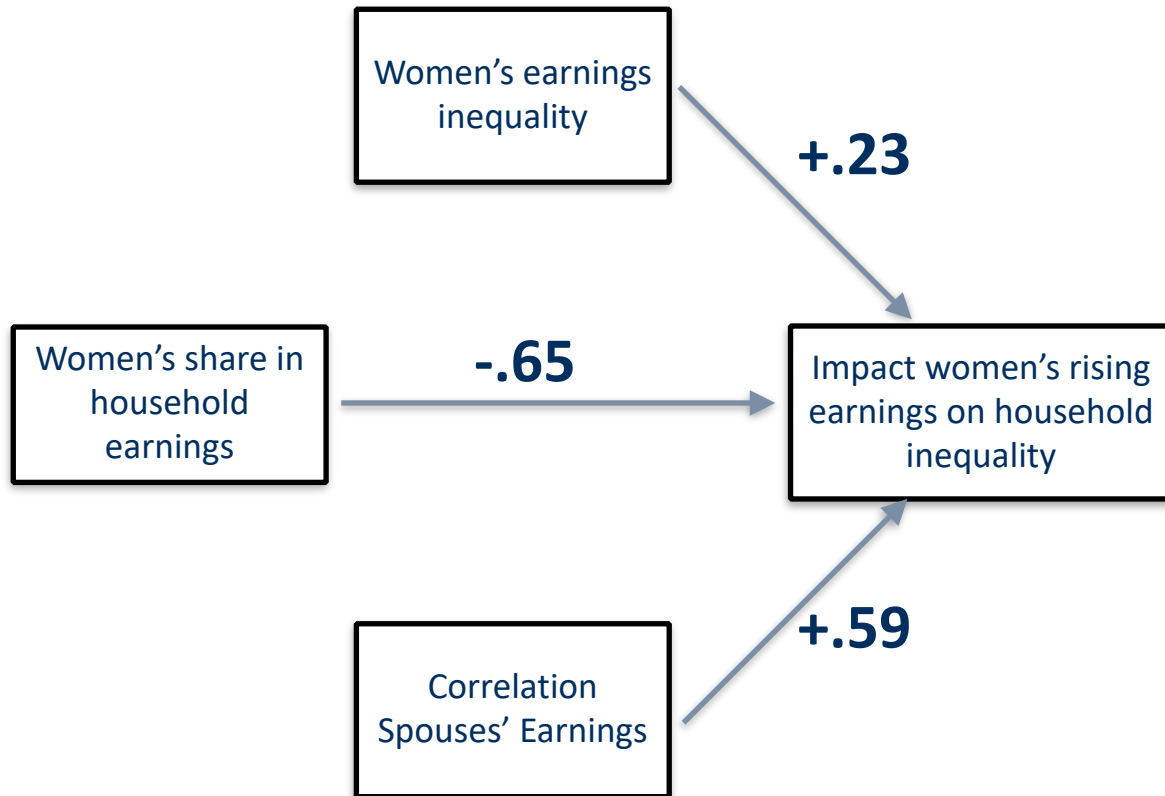 Women’s earnings
inequality
+.23
Women’s share in
household
earnings
-.65
Impact women’s rising
earnings on household
inequality
+.59
Correlation
Spouses’ Earnings